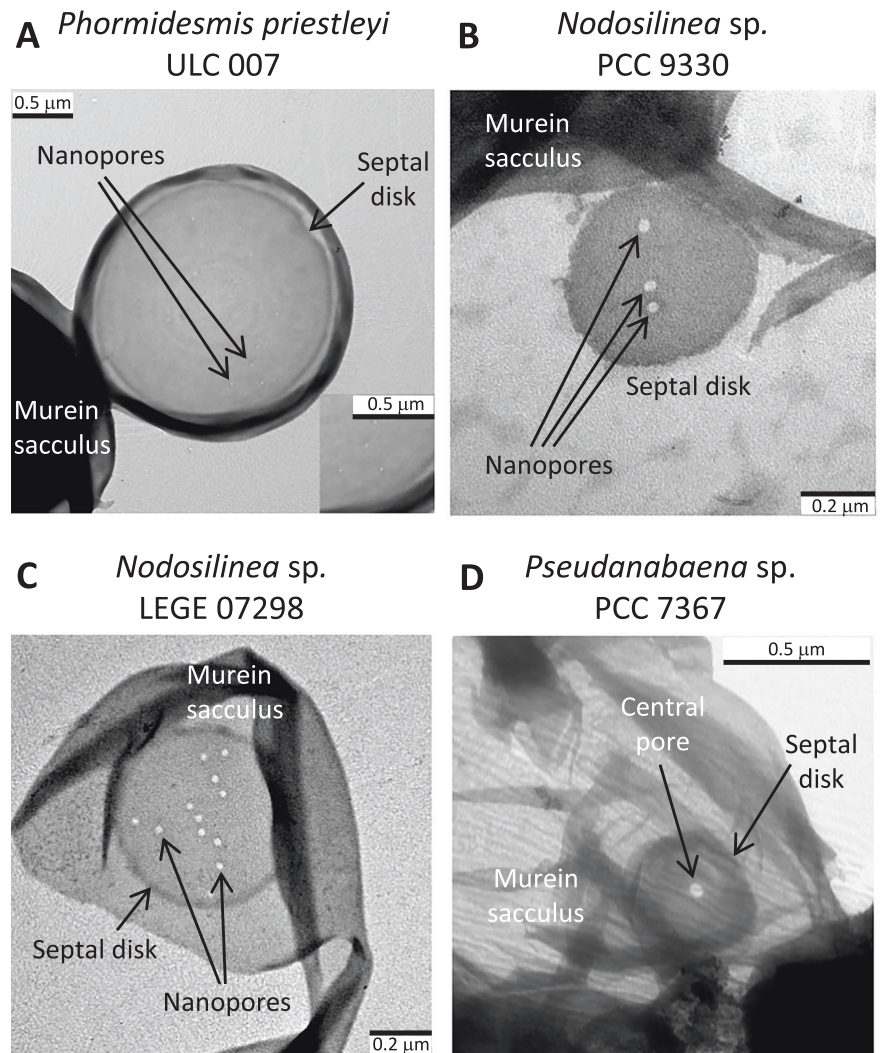 A
Phormidesmis priestleyi
ULC 007
0.5 μm
Nanopores
Septal
disk
Murein
sacculus
0.5 μm
B
Nodosilinea sp.
PCC 9330
Murein
sacculus
Septal disk
Nanopores
0.2 μm
C
Nodosilinea sp.
LEGE 07298
Murein
sacculus
Septal disk
Nanopores
0.2 μm
D
Pseudanabaena sp.
PCC 7367
0.5 μm
Central
pore
Septal
disk
Murein
sacculus